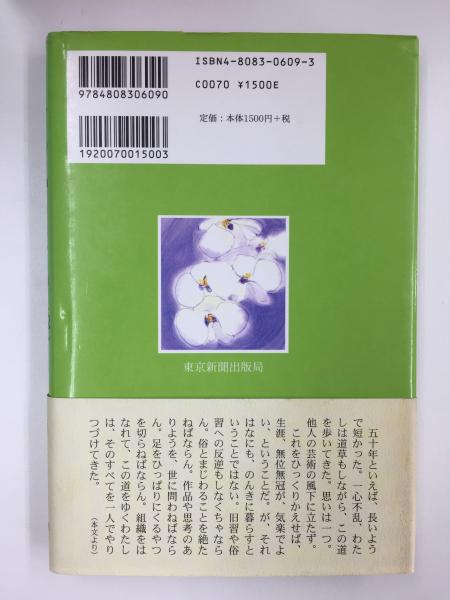 ISBN4-8083-0609-3
C0070 ¥1500E
定価：本体1500円＋税
9784808306090
1920070015003
東京新聞出版局
五十年といえば、長いよう
で短かった。一心不乱、わた
しは道草もしながら、この道
を歩いてきた。思いは一つ。
他人の芸術の風下に立たず。
これをひっくりかえせば、
生涯、無位無冠が、気楽でよ
い、ということだ。が、それ
はなにも、のんきに暮らすと
いうことではない。旧習や俗
習への反逆もしなくちゃなら
ん。俗とまじわることを絶た
ねばならん。作品や思考のあ
りようを、世に問わねばなら
ん。足をひっぱりにくるやつ
を切らねばならん。組織をは
なれて、この道をゆくわたし
は、そのすべてを一人でやり
つづけてきた。
（本文より）